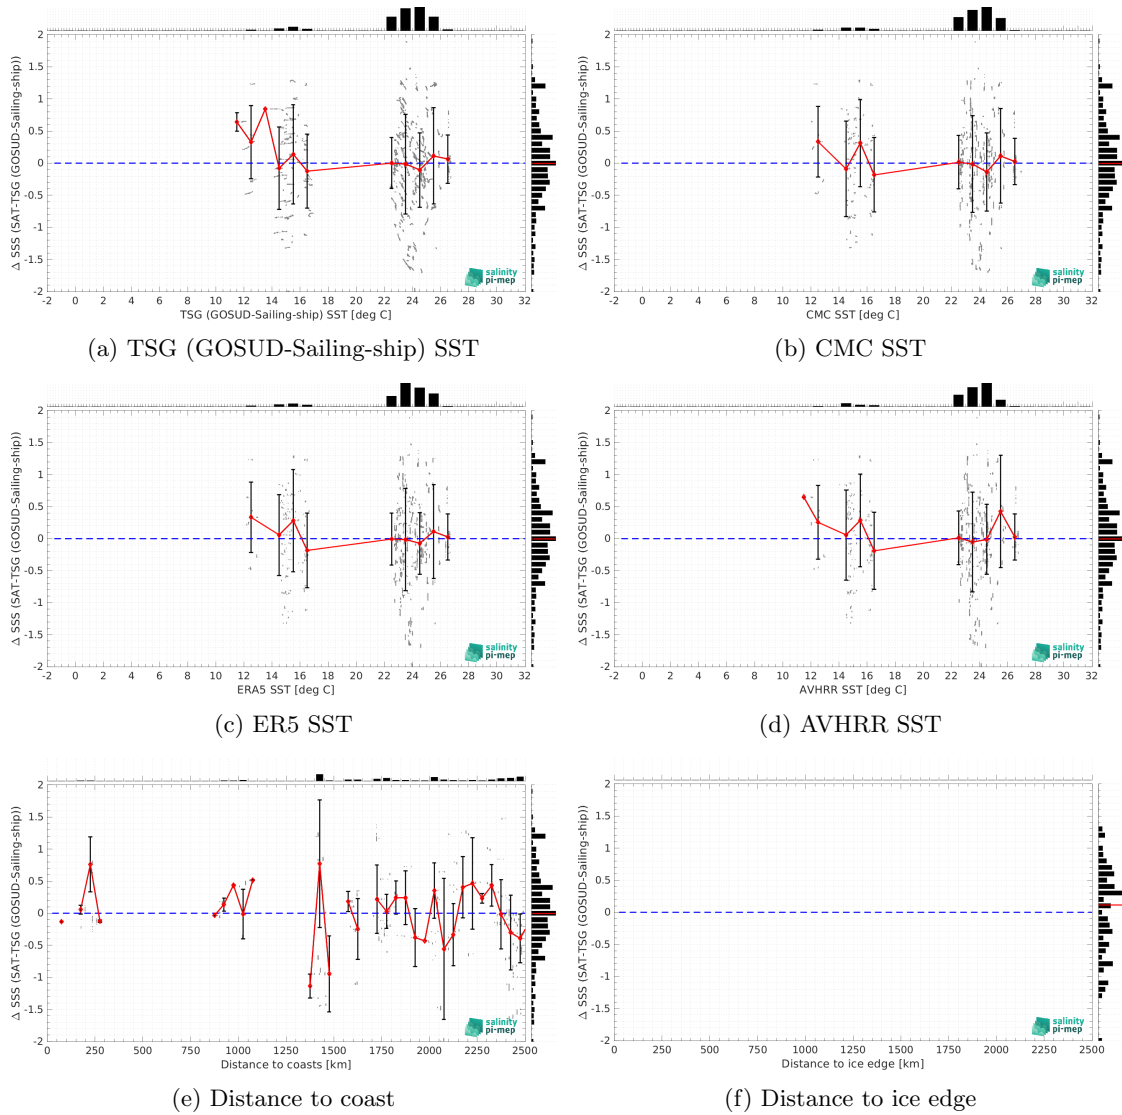 2
1.5
1
0.5
0
-0.5
-1
-1.5
-2
Δ SSS (SAT-TSG (GOSUD-Sailing-ship))
-2 0 2 4 6 8 10 12 14 16 18 20 22 24 26 28 30 32
TSG (GOSUD-Sailing-ship) SST [deg C]
salinity
pi-mep
(a) TSG (GOSUD-Sailing-ship) SST
2
1.5
1
0.5
0
-0.5
-1
-1.5
-2
Δ SSS (SAT-TSG (GOSUD-Sailing-ship))
-2 0 2 4 6 8 10 12 14 16 18 20 22 24 26 28 30 32
CMC SST [deg C]
salinity
pi-mep
(b) CMC SST
2
1.5
1
0.5
0
-0.5
-1
-1.5
-2
Δ SSS (SAT-TSG (GOSUD-Sailing-ship))
-2 0 2 4 6 8 10 12 14 16 18 20 22 24 26 28 30 32
ERA5 SST [deg C]
salinity
pi-mep
(c) ER5 SST
2
1.5
1
0.5
0
-0.5
-1
-1.5
-2
Δ SSS (SAT-TSG (GOSUD-Sailing-ship))
-2 0 2 4 6 8 10 12 14 16 18 20 22 24 26 28 30 32
AVHRR SST [deg C]
salinity
pi-mep
(d) AVHRR SST
2
1.5
1
0.5
0
-0.5
-1
-1.5
-2
Δ SSS (SAT-TSG (GOSUD-Sailing-ship))
0 250 500 750 1000 1250 1500 1750 2000 2250 2500
Distance to coasts [km]
salinity
pi-mep
(e) Distance to coast
2
1.5
1
0.5
0
-0.5
-1
-1.5
-2
Δ SSS (SAT-TSG (GOSUD-Sailing-ship))
0 250 500 750 1000 1250 1500 1750 2000 2250 2500
Distance to ice edge [km]
salinity
pi-mep
(f) Distance to ice edge